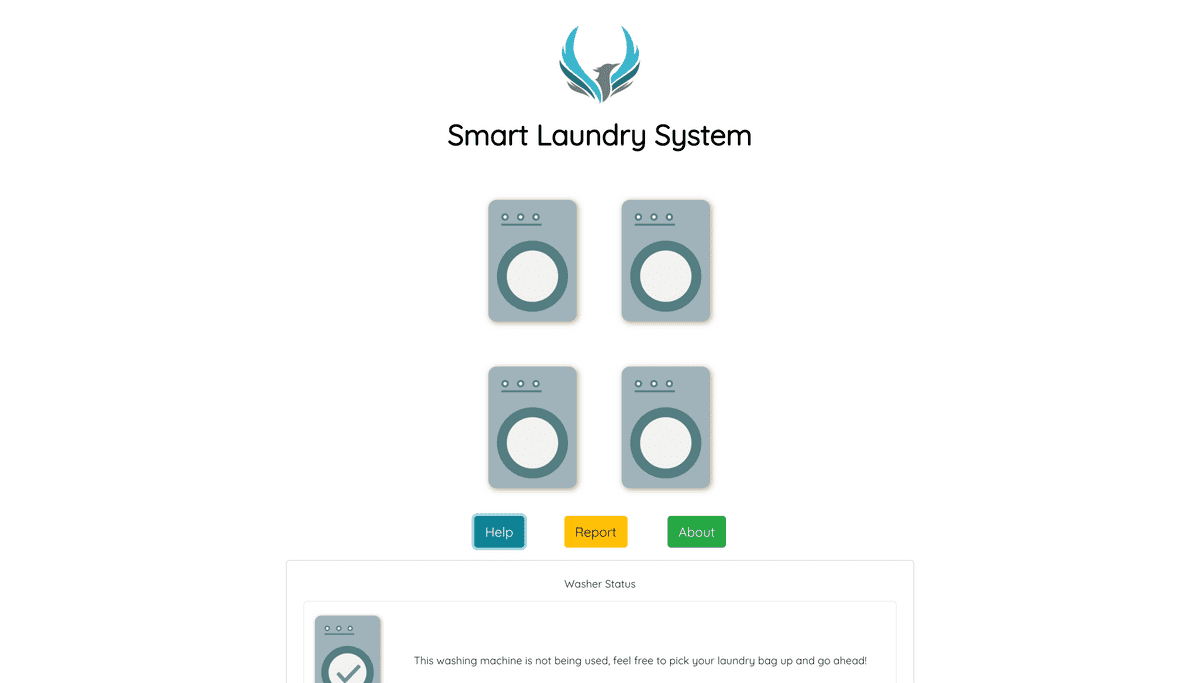 Smart Laundry System
Help
Report
About
Washer Status
This washing machine is not being used, feel free to pick your laundry bag up and go ahead!